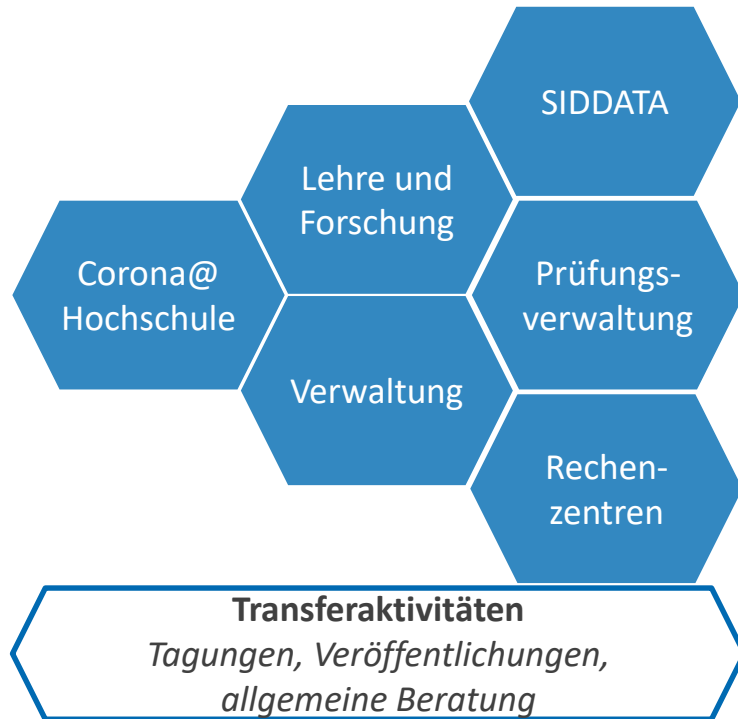 SIDDATA
Lehre und
Forschung
Corona@
Hochschule
Prüfungs-
verwaltung
Verwaltung
Rechen-
zentren
Transferaktivitäten
Tagungen, Veröffentlichungen,
allgemeine Beratung